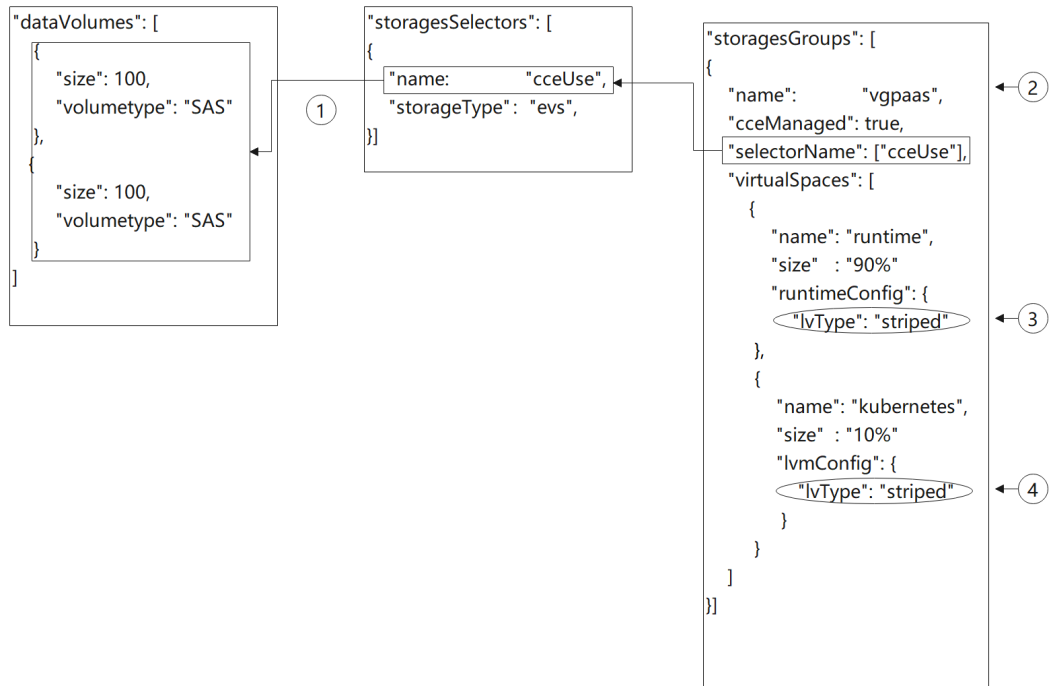 "dataVolumes": [
{
"size": 100,
"volumetype": "SAS"
},
{
"size": 100,
"volumetype": "SAS"
}
]
1
"storagesSelectors": [
{
"name: "cceUse",
"storageType": "evs",
}]
"storagesGroups": [
{
"name": "vgpaas",
"cceManaged": true,
"selectorName": ["cceUse"],
"virtualSpaces": [
{
"name": "runtime",
"size" : "90%"
"runtimeConfig": {
"lvType": "striped"
},
{
"name": "kubernetes",
"size" : "10%"
"lvmConfig": {
"lvType": "striped"
}
}
]
}]
2
3
4